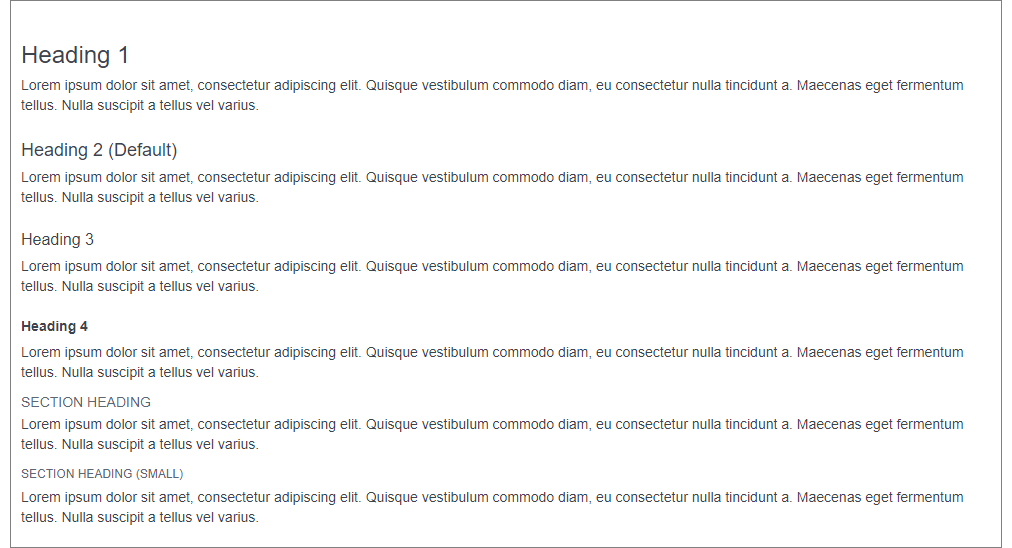 Heading 1
Lorem ipsum dolor sit amet, consectetur adipiscing elit. Quisque vestibulum commodo diam, eu consectetur nulla tincidunt a. Maecenas eget fermentum
tellus. Nulla suscipit a tellus vel varius.
Heading 2 (Default)
Lorem ipsum dolor sit amet, consectetur adipiscing elit. Quisque vestibulum commodo diam, eu consectetur nulla tincidunt a. Maecenas eget fermentum
tellus. Nulla suscipit a tellus vel varius.
Heading 3
Lorem ipsum dolor sit amet, consectetur adipiscing elit. Quisque vestibulum commodo diam, eu consectetur nulla tincidunt a. Maecenas eget fermentum
tellus. Nulla suscipit a tellus vel varius.
Heading 4
Lorem ipsum dolor sit amet, consectetur adipiscing elit. Quisque vestibulum commodo diam, eu consectetur nulla tincidunt a. Maecenas eget fermentum
tellus. Nulla suscipit a tellus vel varius.
SECTION HEADING
Lorem ipsum dolor sit amet, consectetur adipiscing elit. Quisque vestibulum commodo diam, eu consectetur nulla tincidunt a. Maecenas eget fermentum
tellus. Nulla suscipit a tellus vel varius.
SECTION HEADING (SMALL)
Lorem ipsum dolor sit amet, consectetur adipiscing elit. Quisque vestibulum commodo diam, eu consectetur nulla tincidunt a. Maecenas eget fermentum
tellus. Nulla suscipit a tellus vel varius.